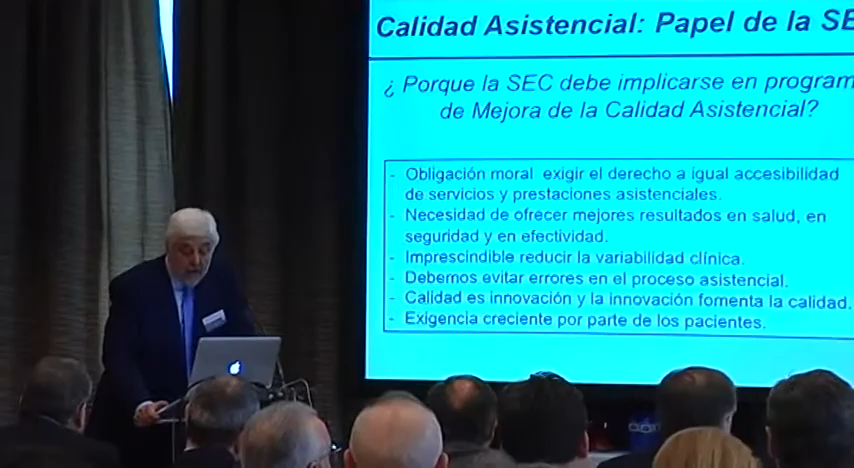 Calidad Asistencial: Papel de la SE
¿ Porque la SEC debe implicarse en program
de Mejora de la Calidad Asistencial?
- Obligación moral exigir el derecho a igual accesibilidad
de servicios y prestaciones asistenciales.
- Necesidad de ofrecer mejores resultados en salud, en
seguridad y en efectividad.
- Imprescindible reducir la variabilidad clínica.
- Debemos evitar errores en el proceso asistencial.
- Calidad es innovación y la innovación fomenta la calidad.
- Exigencia creciente por parte de los pacientes.